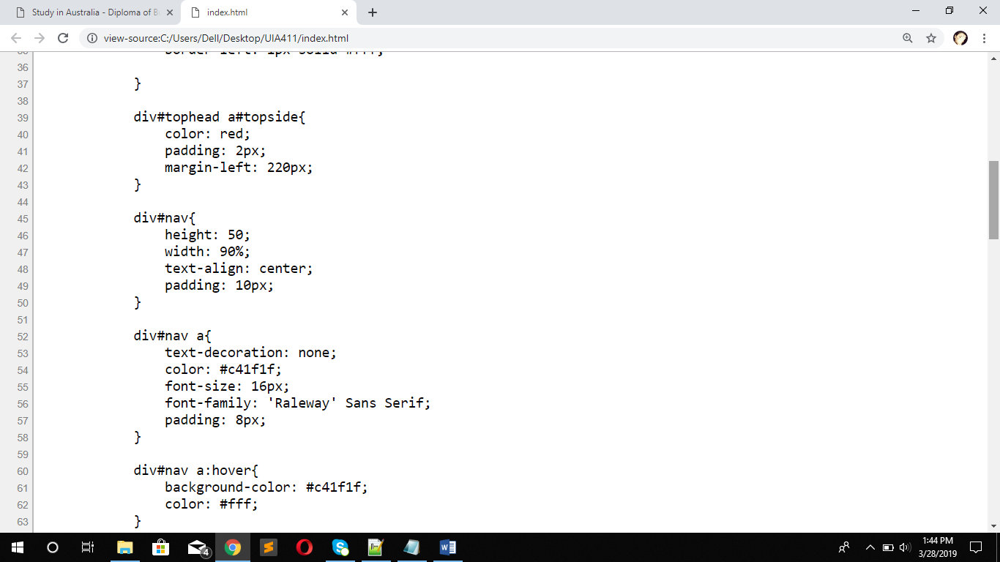 Study in Australia - Diploma of B
index.html
view-source:C:/Users/Dell/Desktop/UIA411/index.html
border-left: 1px solid #fff;
36
37 }
38
39 div#tophead a#topside{
40 color: red;
41 padding: 2px;
42 margin-left: 220px;
43 }
44
45 div#nav{
46 height: 50;
47 width: 90%;
48 text-align: center;
49 padding: 10px;
50 }
51
52 div#nav a{
53 text-decoration: none;
54 color: #c41f1f;
55 font-size: 16px;
56 font-family: 'Raleway' Sans Serif;
57 padding: 8px;
58 }
59
60 div#nav a:hover{
61 background-color: #c41f1f;
62 color: #fff;
63 }
4
1:44 PM
3/28/2019